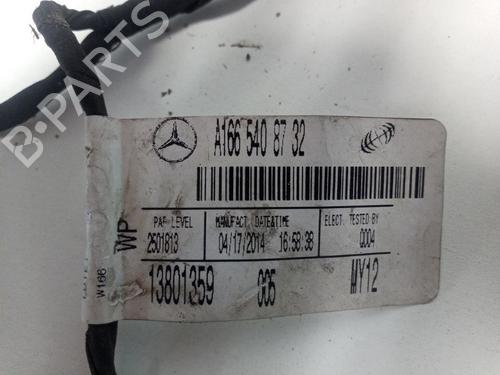 B-PARTS
A166 540 87 32
PAF LEVEL MANUFACT. DATE&TIME ELECT. TESTED BY
2501813 04/17/2014 16:58:38 Q004
13801359 005 MY12
WP
W166